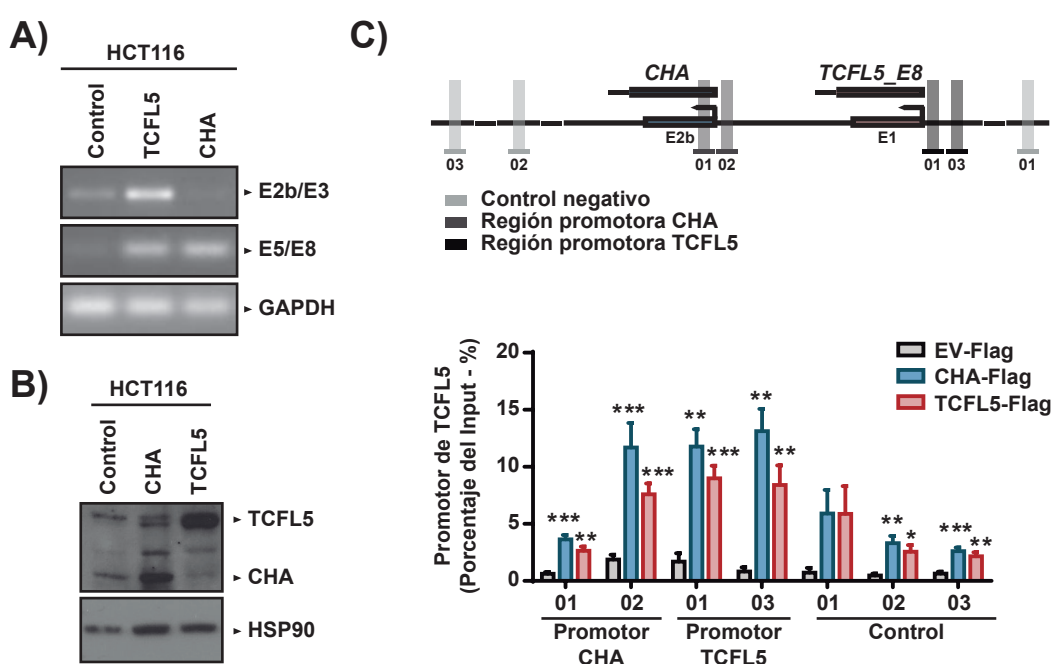 A)
HCT116
Control
TCFL5
CHA
E2b/E3
E5/E8
GAPDH
B)
HCT116
Control
CHA
TCFL5
TCFL5
CHA
HSP90
C)
CHA
TCFL5_E8
E2b
E1
03
02
01
02
01
03
01
Control negativo
Región promotora CHA
Región promotora TCFL5
Promotor de TCFL5
(Porcentaje del Input - %)
20
15
10
5
0
EV-Flag
CHA-Flag
TCFL5-Flag
***
**
***
***
**
***
**
**
**
*
***
**
01
02
01
03
01
02
03
Promotor
CHA
Promotor
TCFL5
Control